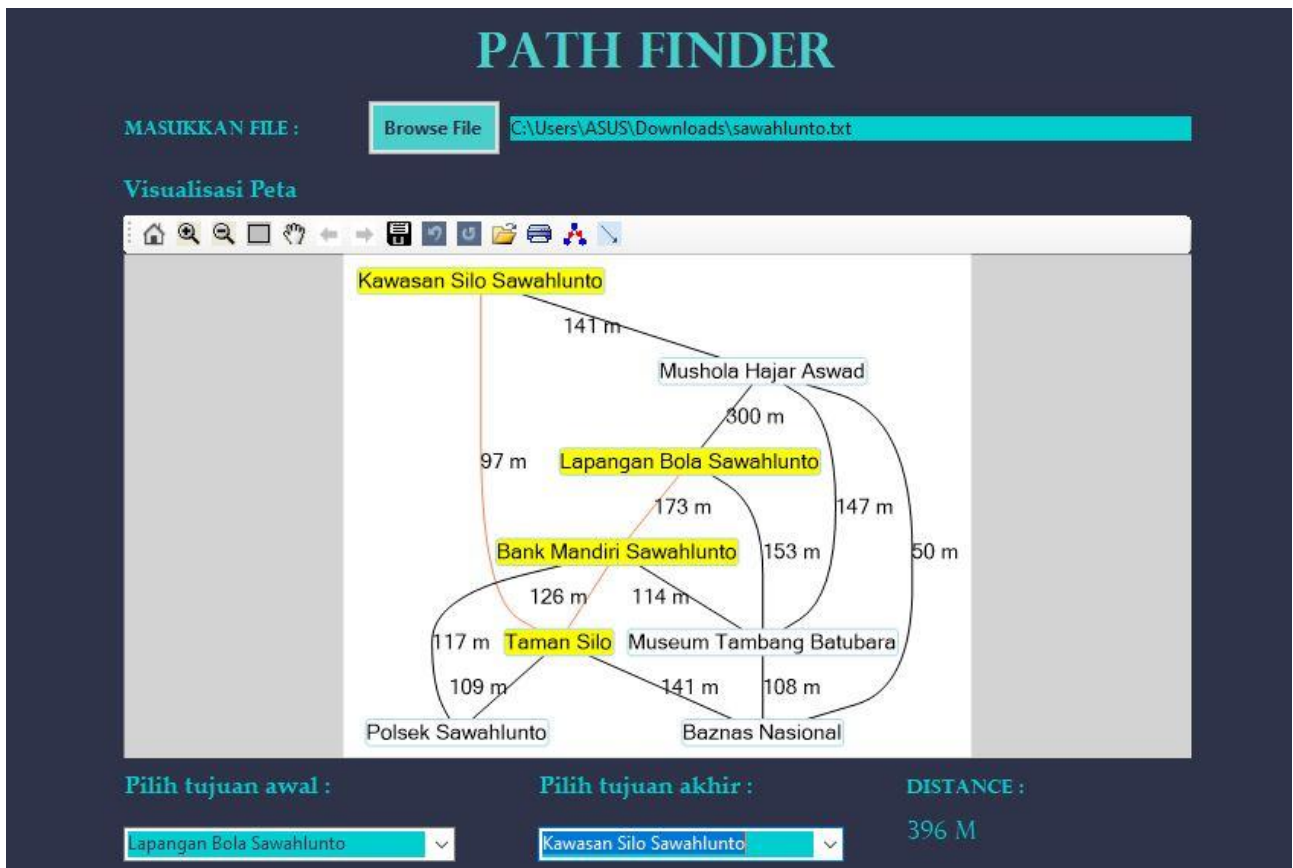 PATH FINDER
MASUKKAN FILE :
Browse File
C:\Users\ASUS\Downloads\sawahlunto.txt
Visualisasi Peta
Kawasan Silo Sawahlunto
141 m
Mushola Hajar Aswad
300 m
97 m
Lapangan Bola Sawahlunto
173 m
147 m
Bank Mandiri Sawahlunto
153 m
50 m
126 m
114 m
117 m
Taman Silo
Museum Tambang Batubara
109 m
141 m
108 m
Polsek Sawahlunto
Baznas Nasional
Pilih tujuan awal :
Pilih tujuan akhir :
DISTANCE :
Lapangan Bola Sawahlunto
Kawasan Silo Sawahlunto
396 M